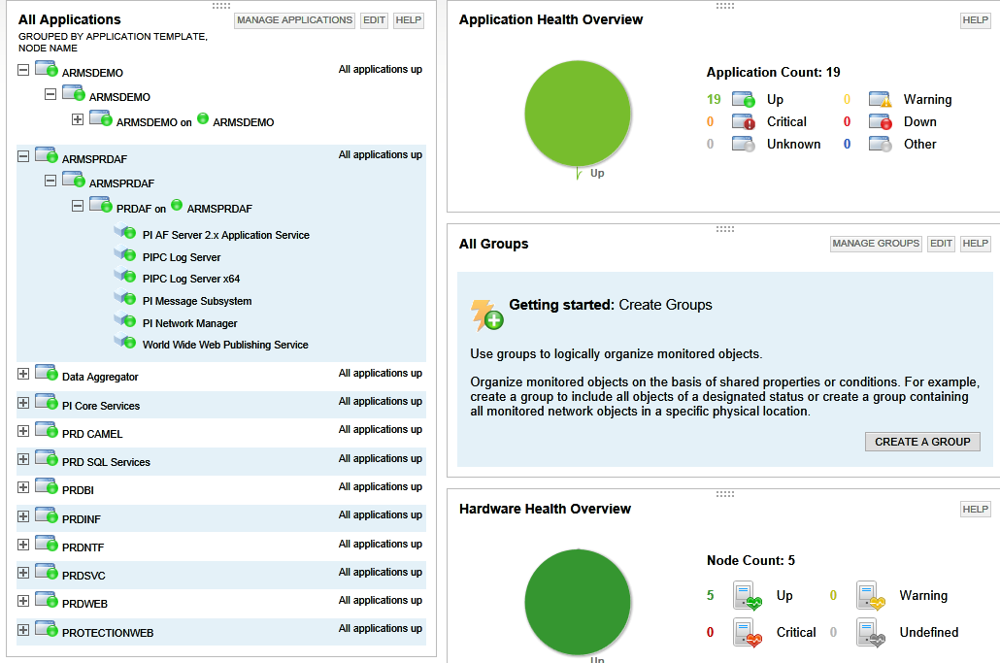 All Applications
MANAGE APPLICATIONS
EDIT
HELP
GROUPED BY APPLICATION TEMPLATE,
NODE NAME
ARMSDEMO
All applications up
ARMSDEMO
ARMSDEMO on ARMSDEMO
ARMSPRDAF
All applications up
ARMSPRDAF
PRDAF on ARMSPRDAF
PI AF Server 2.x Application Service
PIPC Log Server
PIPC Log Server x64
PI Message Subsystem
PI Network Manager
World Wide Web Publishing Service
Data Aggregator
All applications up
PI Core Services
All applications up
PRD CAMEL
All applications up
PRD SQL Services
All applications up
PRDBI
All applications up
PRDINF
All applications up
PRDNTF
All applications up
PRDSVC
All applications up
PRDWEB
All applications up
PROTECTIONWEB
All applications up
Application Health Overview
HELP
Up
Application Count: 19
19 Up 0 Warning
0 Critical 0 Down
0 Unknown 0 Other
All Groups
MANAGE GROUPS
EDIT
HELP
Getting started: Create Groups
Use groups to logically organize monitored objects.
Organize monitored objects on the basis of shared properties or conditions. For example,
create a group to include all objects of a designated status or create a group containing
all monitored network objects in a specific physical location.
CREATE A GROUP
Hardware Health Overview
HELP
Up
Node Count: 5
5 Up 0 Warning
0 Critical 0 Undefined